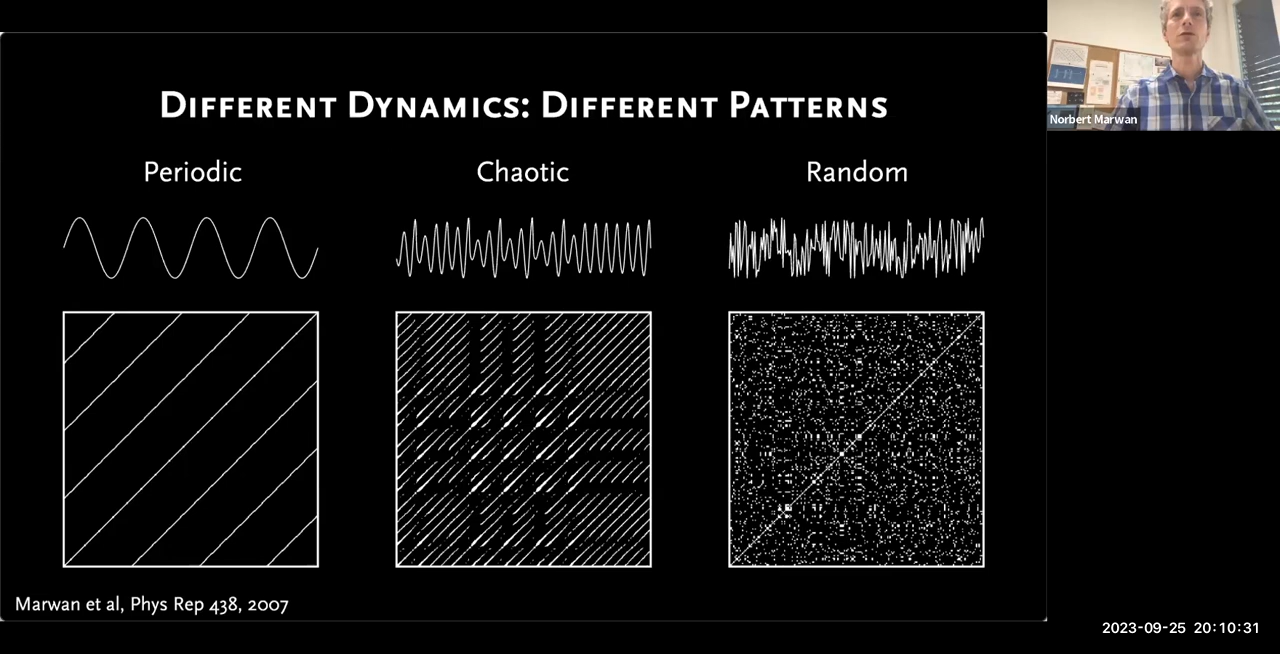 Different Dynamics: Different Patterns
Periodic
Chaotic
Random
Marwan et al, Phys Rep 438, 2007
Norbert Marwan
2023-09-25 20:10:31